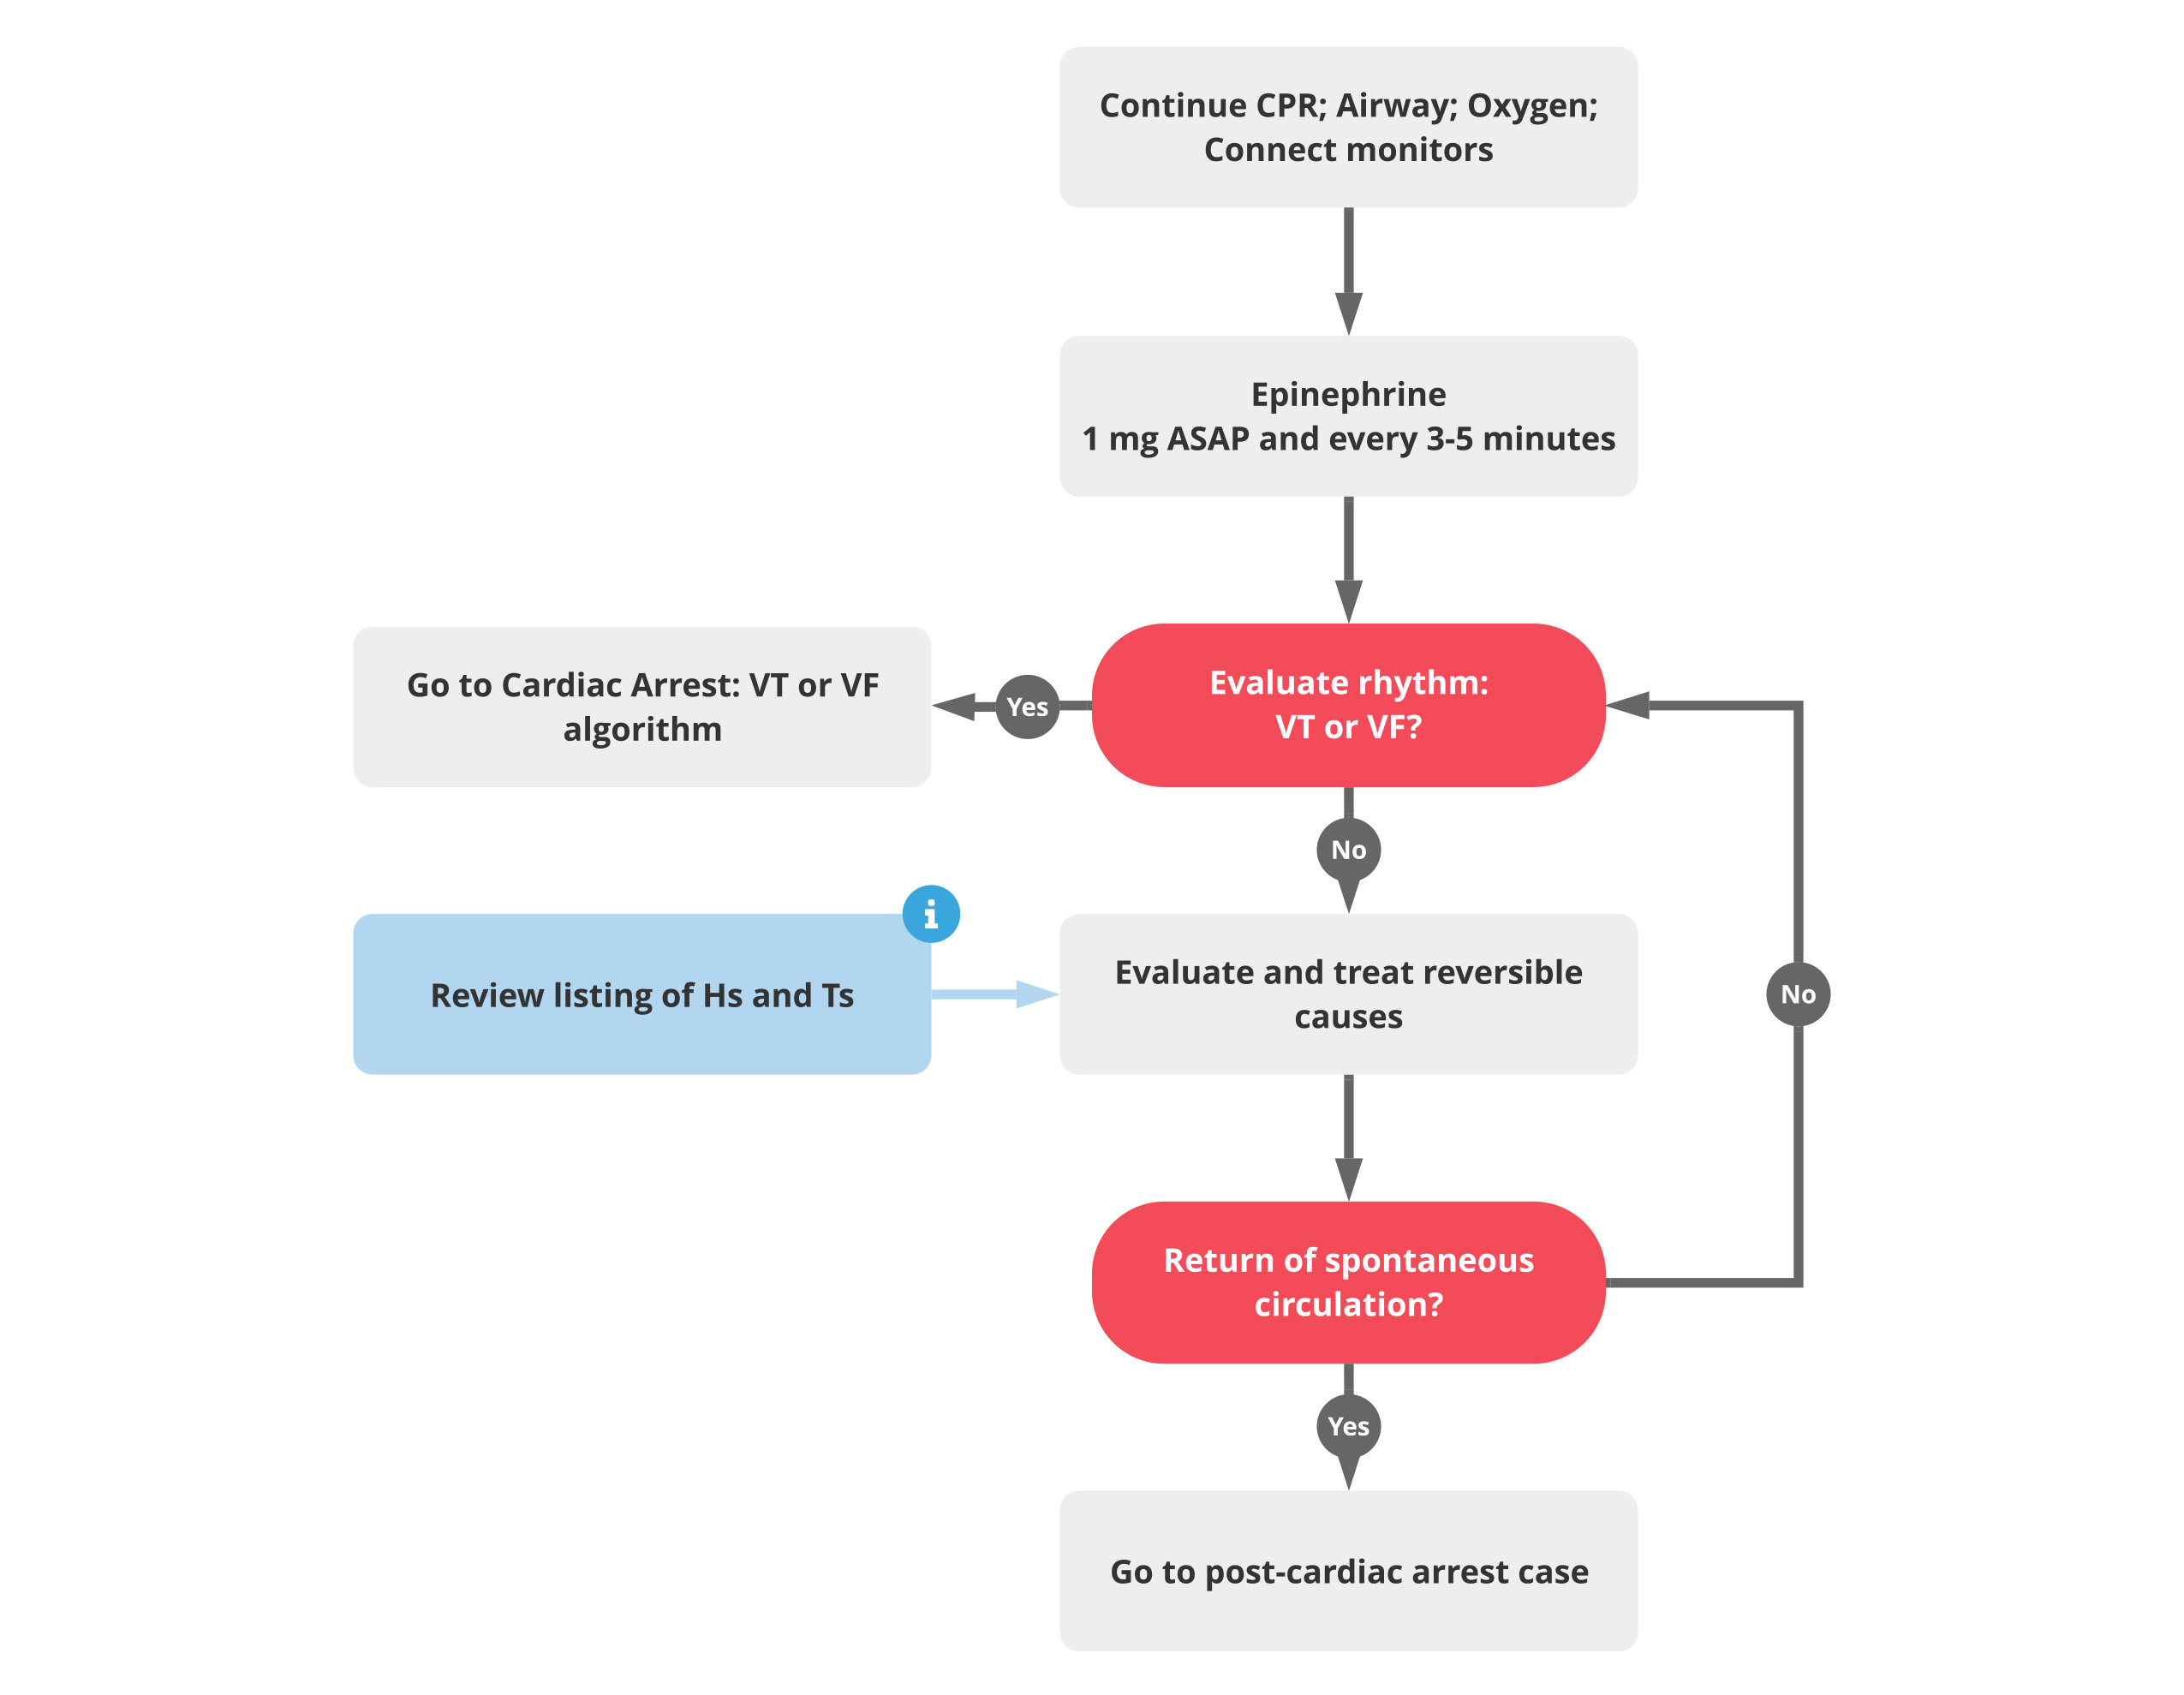 Continue CPR; Airway; Oxygen;
Connect monitors
Epinephrine
1 mg ASAP and every 3-5 minutes
Go to Cardiac Arrest: VT or VF
algorithm
Yes
Evaluate rhythm:
VT or VF?
No
i
Review listing of Hs and Ts
Evaluate and treat reversible
causes
No
Return of spontaneous
circulation?
Yes
Go to post-cardiac arrest case